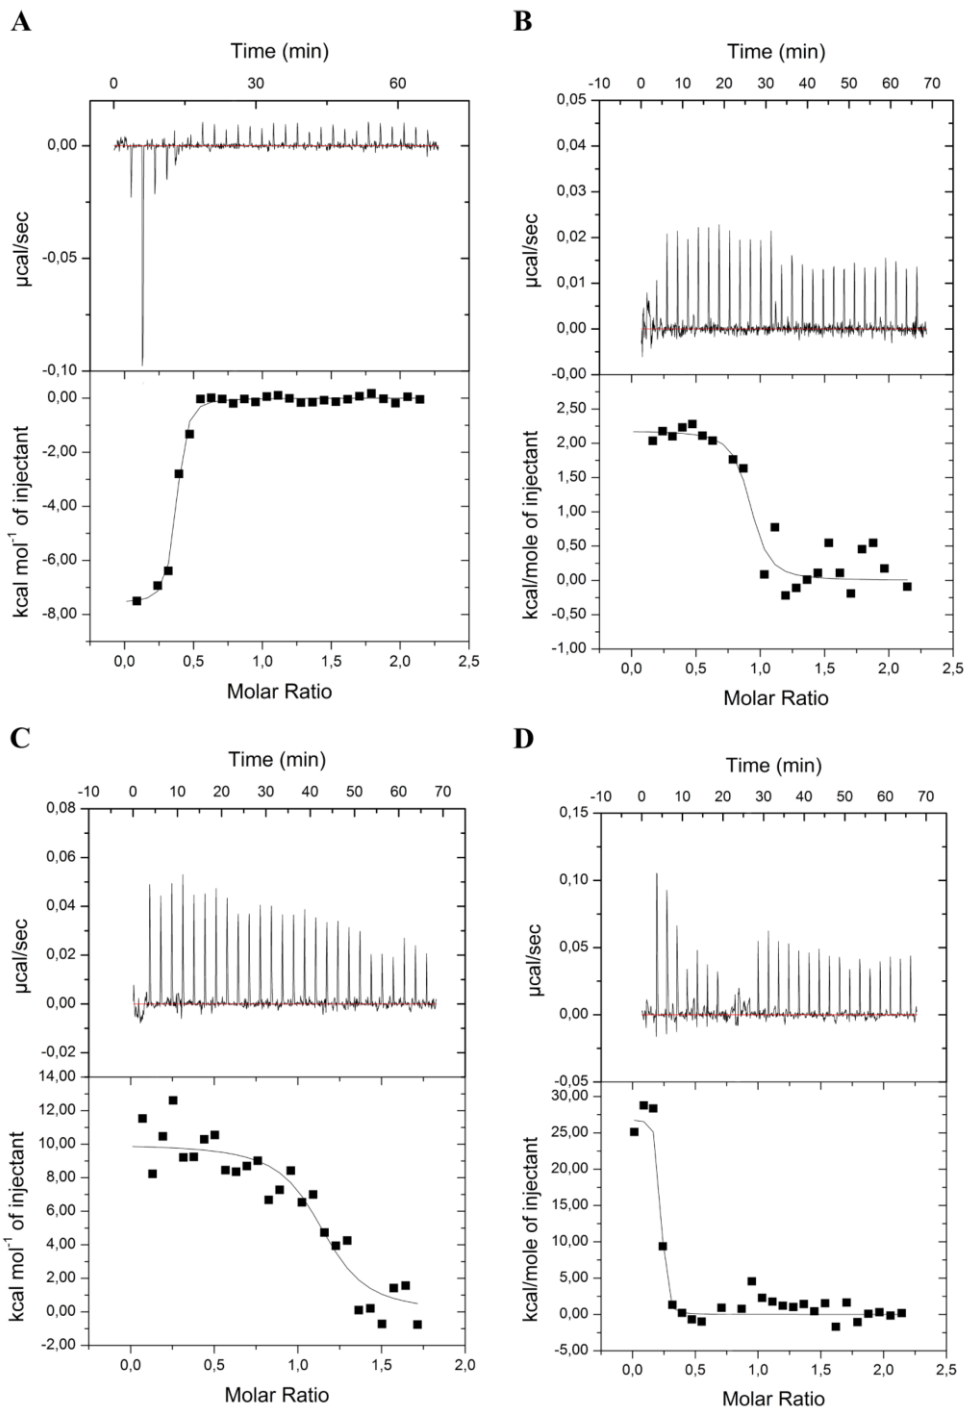 A
Time (min)
0 30 60
0,00
-0,05
-0,10
µcal/sec
0,00
-2,00
-4,00
-6,00
-8,00
kcal mol⁻¹ of injectant
0,0 0,5 1,0 1,5 2,0 2,5
Molar Ratio
B
Time (min)
-10 0 10 20 30 40 50 60 70
0,05
0,04
0,03
0,02
0,01
0,00
-0,00
µcal/sec
2,50
2,00
1,50
1,00
0,50
0,00
-0,50
-1,00
kcal/mole of injectant
0,0 0,5 1,0 1,5 2,0 2,5
Molar Ratio
C
Time (min)
-10 0 10 20 30 40 50 60 70
0,08
0,06
0,04
0,02
0,00
-0,02
µcal/sec
14,00
12,00
10,00
8,00
6,00
4,00
2,00
0,00
-2,00
kcal mol⁻¹ of injectant
0,0 0,5 1,0 1,5 2,0
Molar Ratio
D
Time (min)
-10 0 10 20 30 40 50 60 70
0,15
0,10
0,05
0,00
-0,05
µcal/sec
30,00
25,00
20,00
15,00
10,00
5,00
0,00
-5,00
kcal/mole of injectant
0,0 0,5 1,0 1,5 2,0 2,5
Molar Ratio